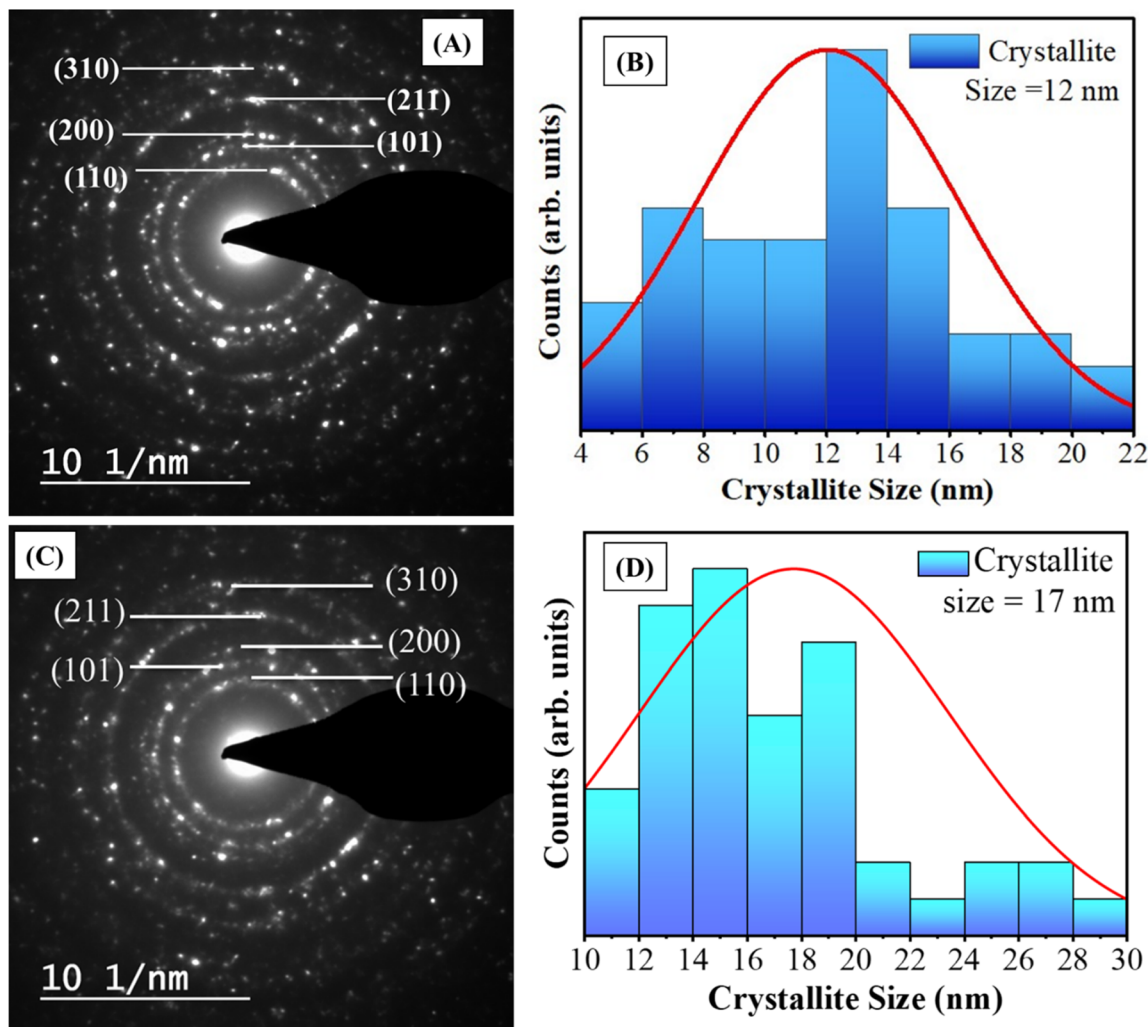 (A)
(310)
(211)
(200)
(101)
(110)
10 1/nm
(B)
Crystallite
Size =12 nm
Counts (arb. units)
4 6 8 10 12 14 16 18 20 22
Crystallite Size (nm)
(C)
(310)
(211)
(200)
(101)
(110)
10 1/nm
(D)
Crystallite
size = 17 nm
Counts (arb. units)
10 12 14 16 18 20 22 24 26 28 30
Crystallite Size (nm)